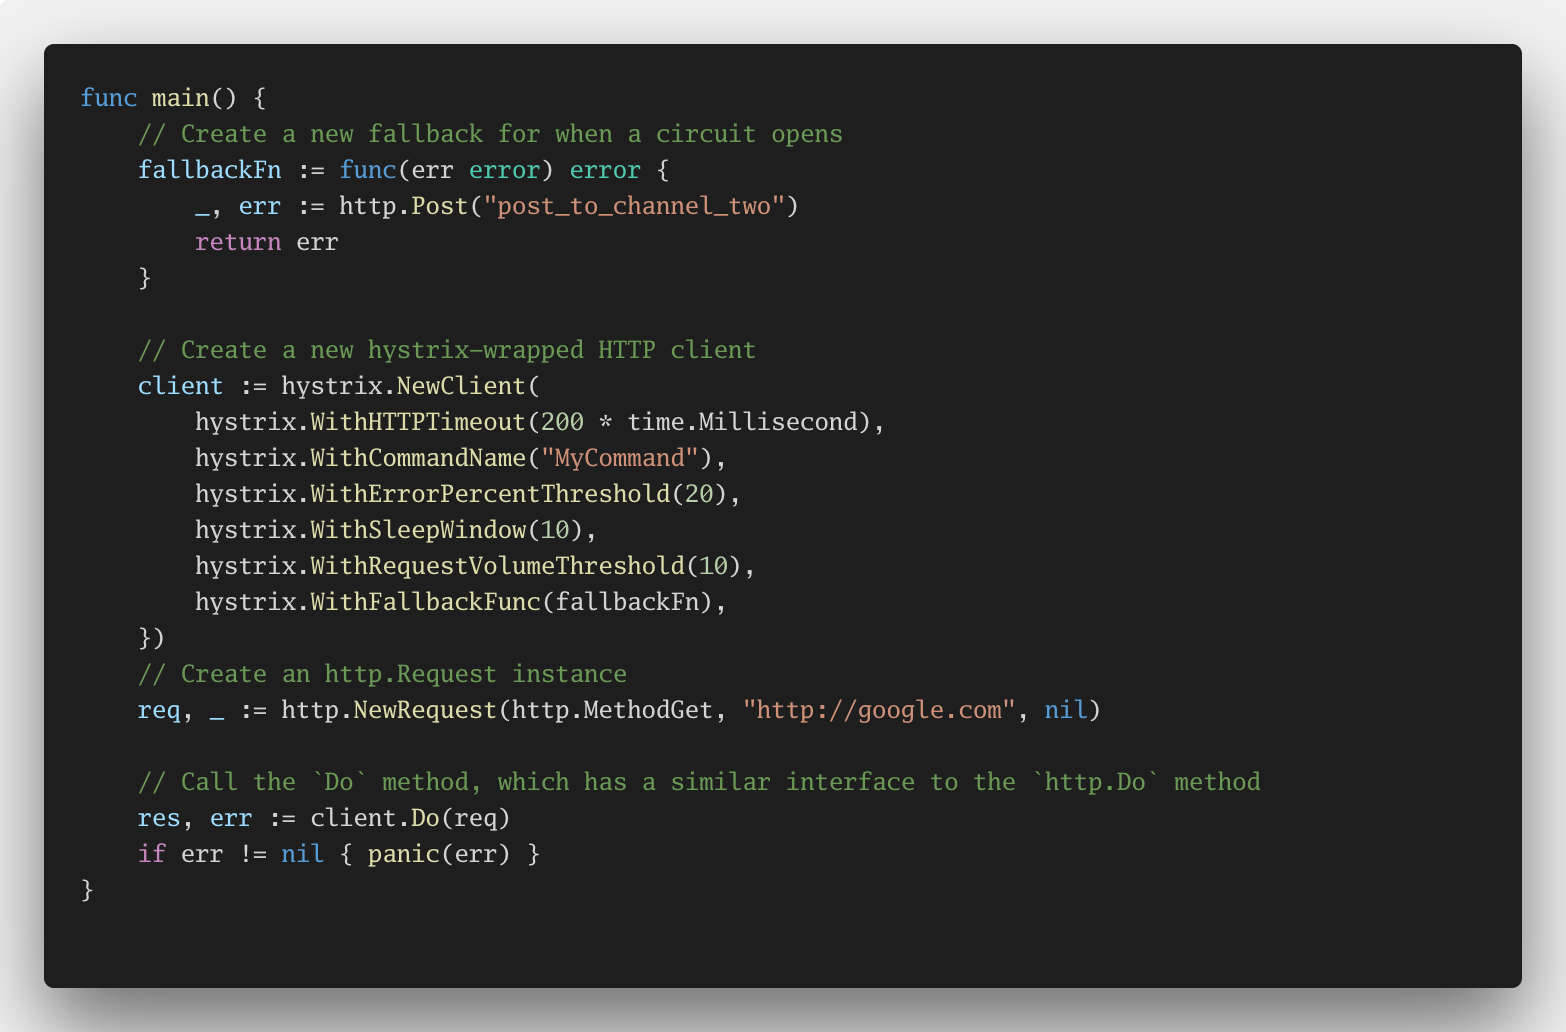 func main() {
    // Create a new fallback for when a circuit opens
    fallbackFn := func(err error) error {
        _, err := http.Post("post_to_channel_two")
        return err
    }

    // Create a new hystrix-wrapped HTTP client
    client := hystrix.NewClient(
        hystrix.WithHTTPTimeout(200 * time.Millisecond),
        hystrix.WithCommandName("MyCommand"),
        hystrix.WithErrorPercentThreshold(20),
        hystrix.WithSleepWindow(10),
        hystrix.WithRequestVolumeThreshold(10),
        hystrix.WithFallbackFunc(fallbackFn),
    })
    // Create an http.Request instance
    req, _ := http.NewRequest(http.MethodGet, "http://google.com", nil)

    // Call the `Do` method, which has a similar interface to the `http.Do` method
    res, err := client.Do(req)
    if err != nil { panic(err) }
}